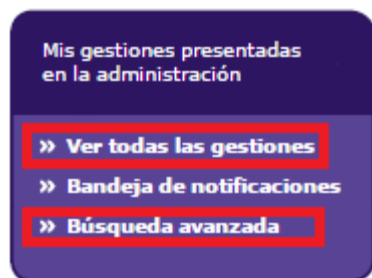 Mis gestiones presentadas
en la administración
» Ver todas las gestiones
» Bandeja de notificaciones
» Búsqueda avanzada